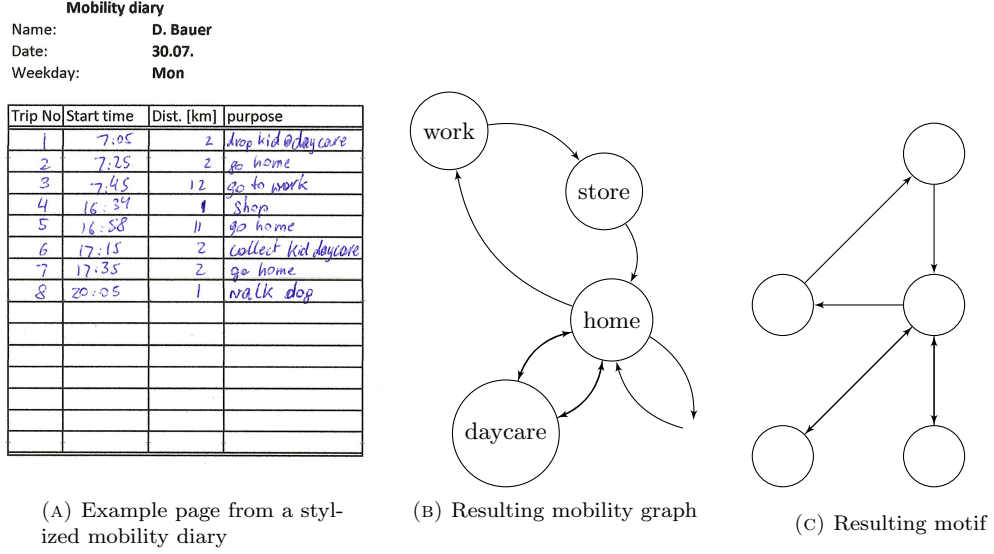 Mobility diary
Name: D. Bauer
Date: 30.07.
Weekday: Mon
Trip No Start time Dist. [km] purpose
1 7:05 2 drop kid@daycare
2 7:25 2 go home
3 7:45 12 go to work
4 16:34 1 shop
5 16:58 11 go home
6 17:15 2 collect kid daycare
7 17:35 2 go home
8 20:05 1 walk dog
work
store
home
daycare
(A) Example page from a styl-
ized mobility diary
(B) Resulting mobility graph
(C) Resulting motif